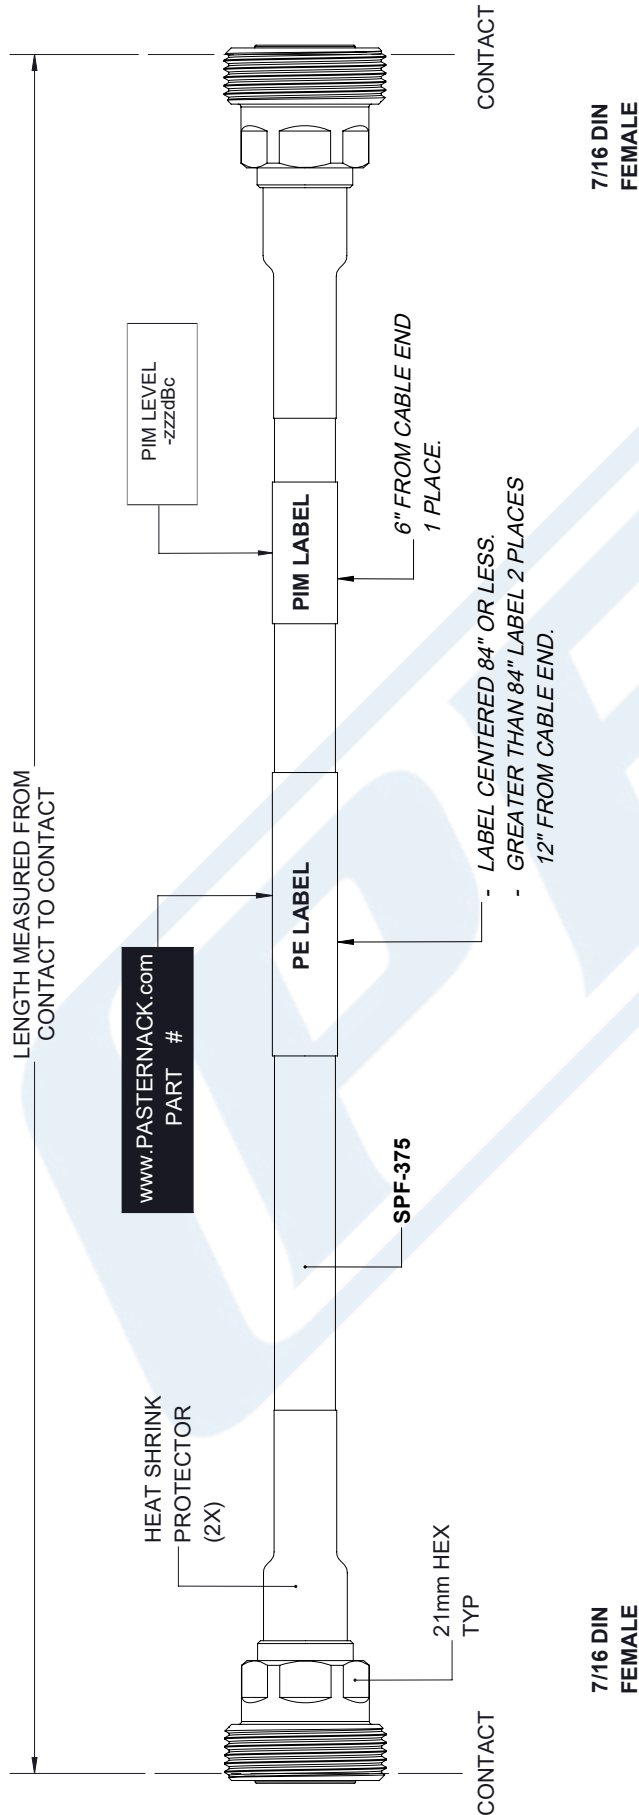 LENGTH MEASURED FROM
CONTACT TO CONTACT
www.PASTERNACK.com
PART #
PIM LEVEL
-zzzdBc
HEAT SHRINK
PROTECTOR
(2X)
PE LABEL
PIM LABEL
SPF-375
6" FROM CABLE END
1 PLACE.
21mm HEX
TYP
- LABEL CENTERED 84" OR LESS.
- GREATER THAN 84" LABEL 2 PLACES
12" FROM CABLE END.
CONTACT
CONTACT
7/16 DIN
FEMALE
7/16 DIN
FEMALE